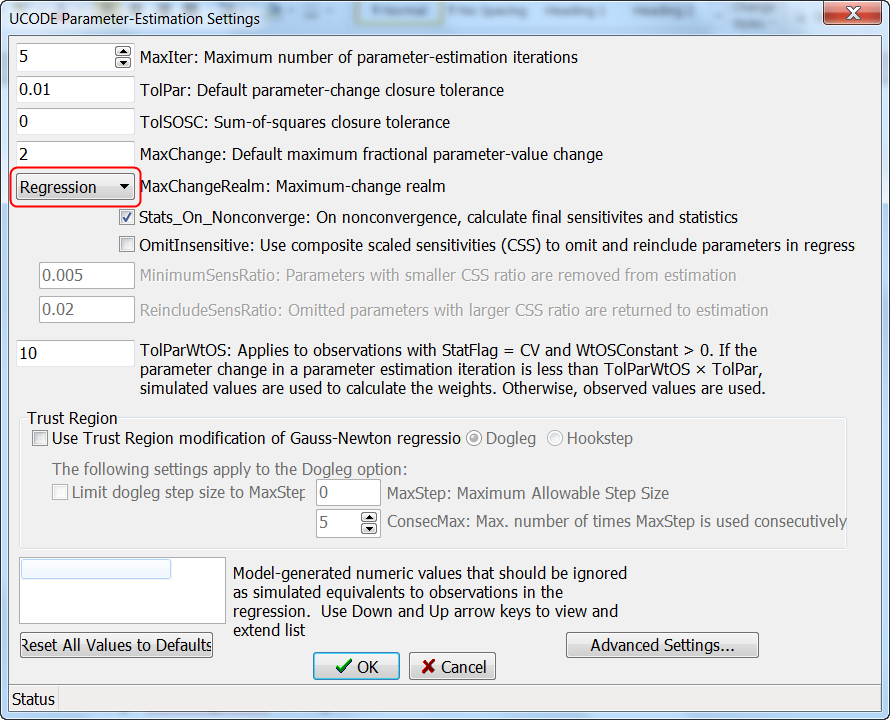 UCODE Parameter-Estimation Settings
5 MaxIter: Maximum number of parameter-estimation iterations
0.01 TolPar: Default parameter-change closure tolerance
0 TolSOSC: Sum-of-squares closure tolerance
2 MaxChange: Default maximum fractional parameter-value change
Regression MaxChangeRealm: Maximum-change realm
Stats_On_Nonconverge: On nonconvergence, calculate final sensitivites and statistics
OmitInsensitive: Use composite scaled sensitivities (CSS) to omit and reinclude parameters in regress
0.005 MinimumSensRatio: Parameters with smaller CSS ratio are removed from estimation
0.02 ReincludeSensRatio: Omitted parameters with larger CSS ratio are returned to estimation
10 TolParWtOS: Applies to observations with StatFlag = CV and WtOSConstant > 0. If the
parameter change in a parameter estimation iteration is less than TolParWtOS × TolPar,
simulated values are used to calculate the weights. Otherwise, observed values are used.
Trust Region
Use Trust Region modification of Gauss-Newton regressio Dogleg Hookstep
The following settings apply to the Dogleg option:
Limit dogleg step size to MaxStep 0 MaxStep: Maximum Allowable Step Size
5 ConsecMax: Max. number of times MaxStep is used consecutively
Model-generated numeric values that should be ignored
as simulated equivalents to observations in the
regression. Use Down and Up arrow keys to view and
extend list
Reset All Values to Defaults Advanced Settings...
OK Cancel
Status